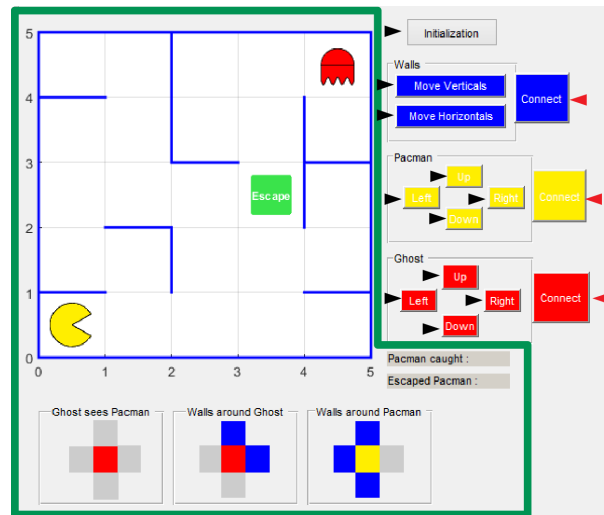 Initialization
Walls
Move Verticals
Move Horizontals
Connect
Pacman
Up
Left
Right
Down
Connect
Ghost
Up
Left
Right
Down
Connect
Pacman caught :
Escaped Pacman :
5
4
3
2
1
0
0 1 2 3 4 5
Escape
Ghost sees Pacman
Walls around Ghost
Walls around Pacman